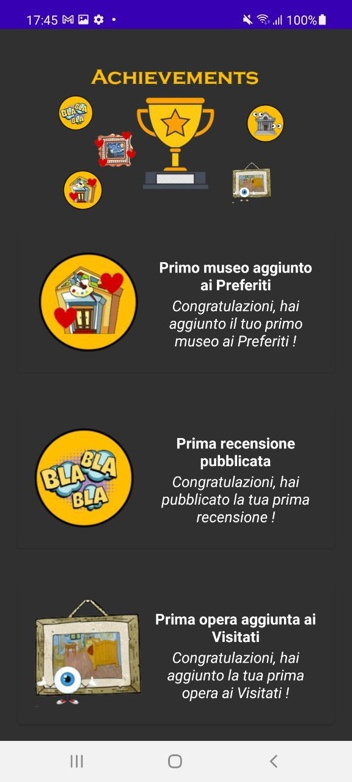 17:45
100%
ACHIEVEMENTS
BLA BLA BLA
Primo museo aggiunto
ai Preferiti
Congratulazioni, hai
aggiunto il tuo primo
museo ai Preferiti !
BLA BLA
BLA
Prima recensione
pubblicata
Congratulazioni, hai
pubblicato la tua prima
recensione !
Prima opera aggiunta ai
Visitati
Congratulazioni, hai
aggiunto la tua prima
opera ai Visitati !